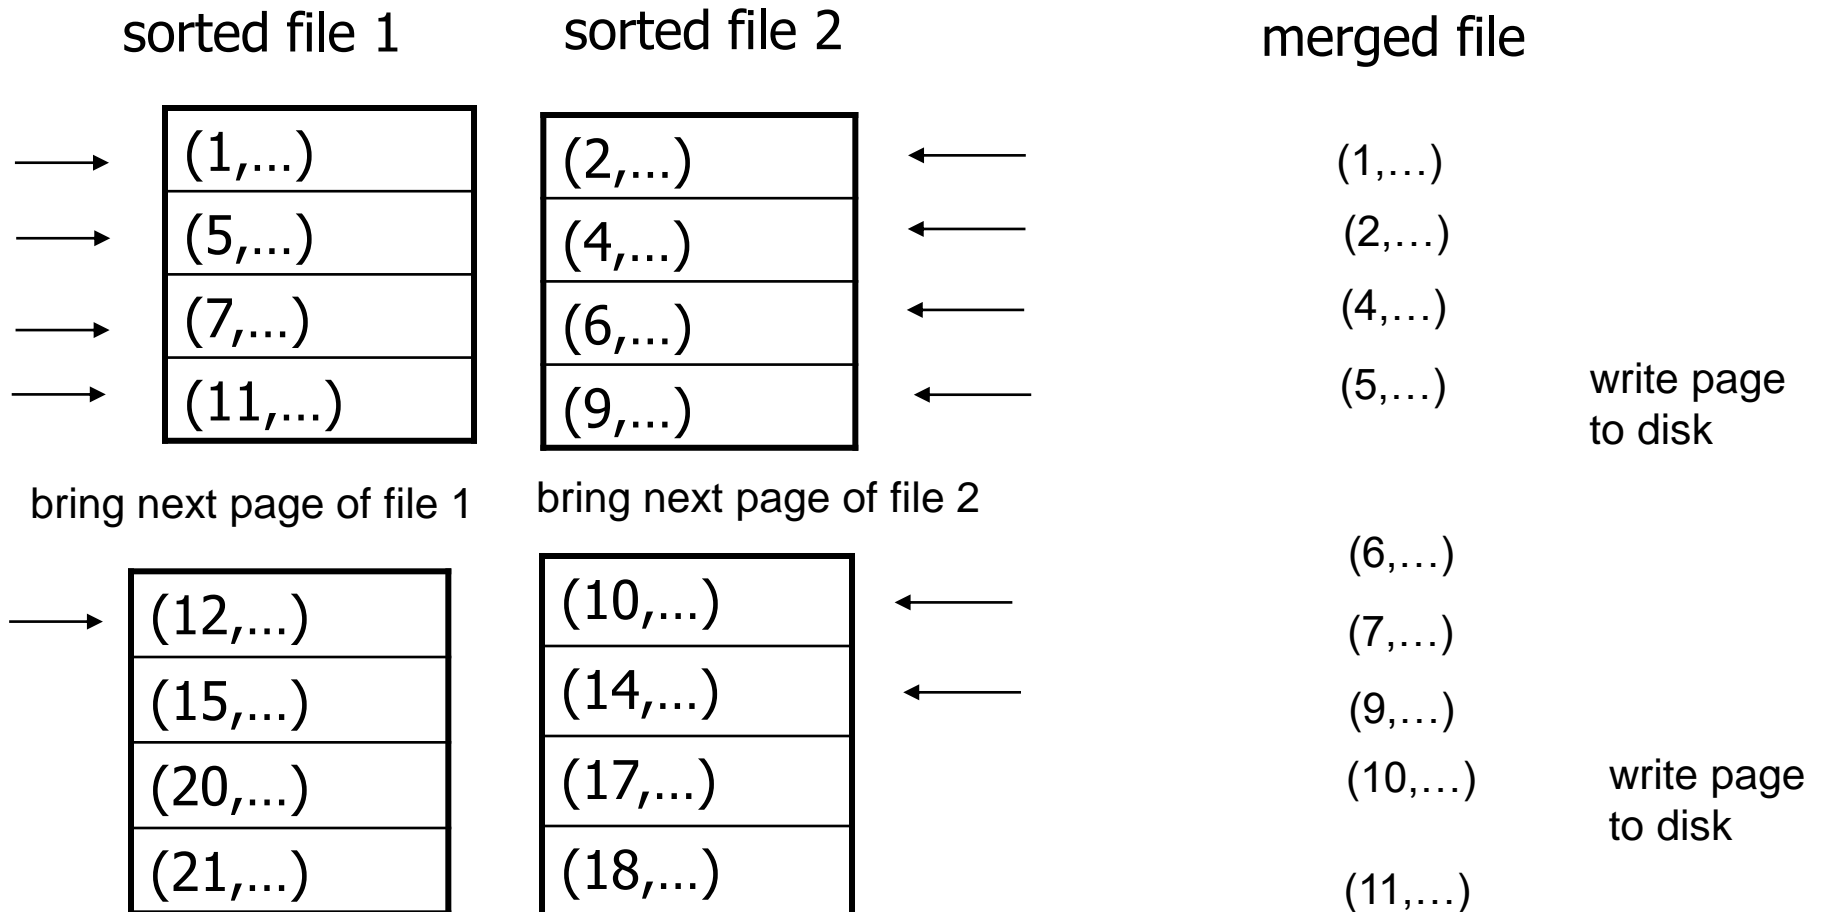 sorted file 1
sorted file 2
merged file
(1,…)
(5,…)
(7,…)
(11,…)
(2,…)
(4,…)
(6,…)
(9,…)
(1,…)
(2,…)
(4,…)
(5,…)
write page
to disk
bring next page of file 1
bring next page of file 2
(12,…)
(15,…)
(20,…)
(21,…)
(10,…)
(14,…)
(17,…)
(18,…)
(6,…)
(7,…)
(9,…)
(10,…)
write page
to disk
(11,…)